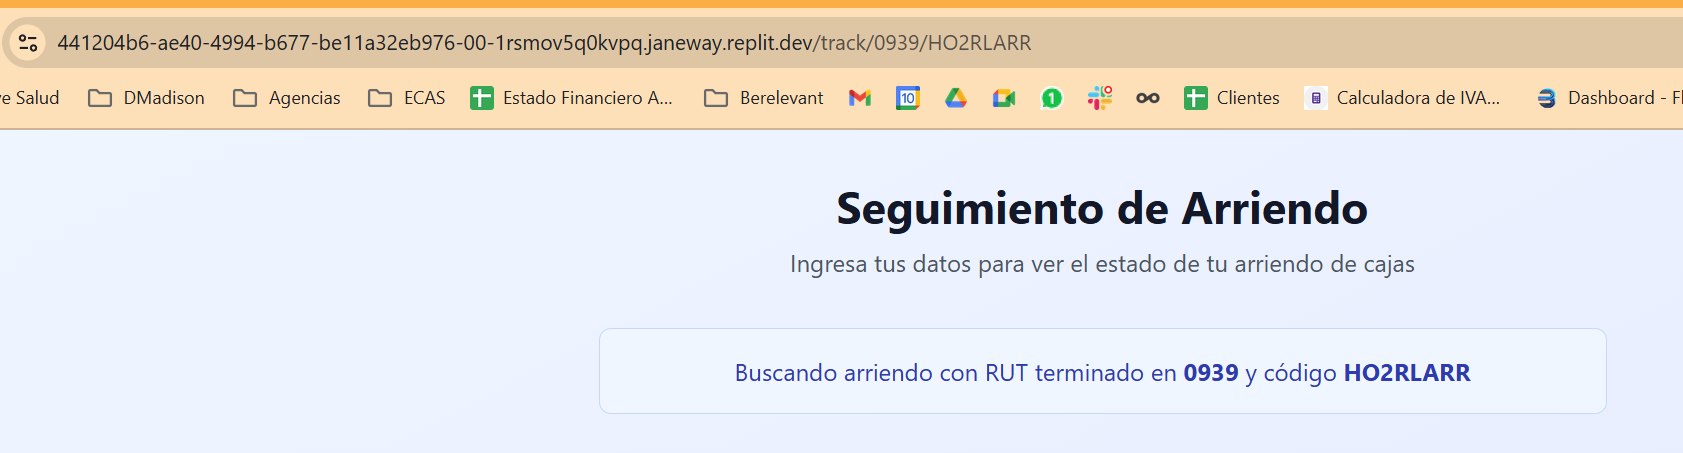 441204b6-ae40-4994-b677-be11a32eb976-00-1rsmov5q0kvpq.janeway.replit.dev/track/0939/HO2RLARR
e Salud DMadison Agencias ECAS Estado Financiero A... Berelevant 10 1 Clientes Calculadora de IVA... Dashboard - Fl
Seguimiento de Arriendo
Ingresa tus datos para ver el estado de tu arriendo de cajas
Buscando arriendo con RUT terminado en 0939 y código HO2RLARR